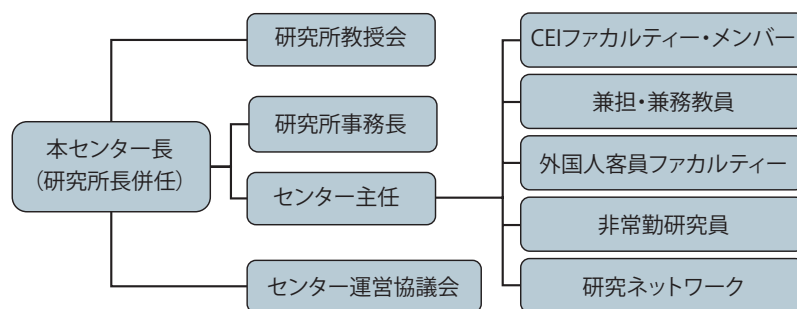 研究所教授会
研究所事務長
本センター長
(研究所長併任)
センター主任
センター運営協議会
CEIファカルティー・メンバー
兼担・兼務教員
外国人客員ファカルティー
非常勤研究員
研究ネットワーク